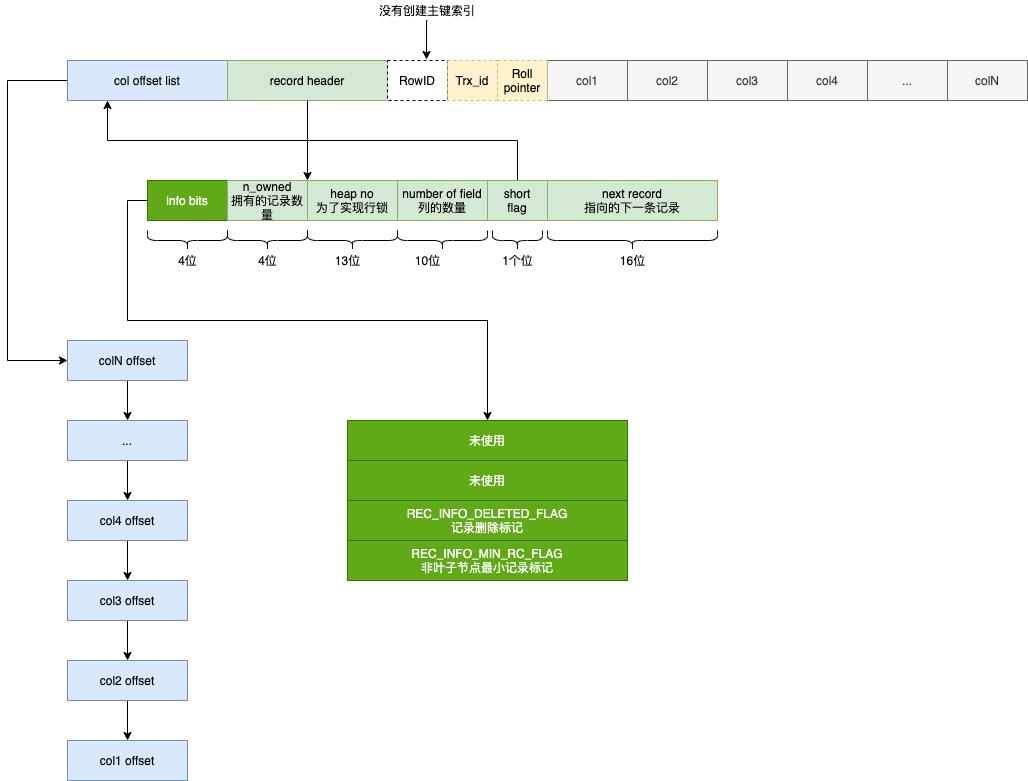 没有创建主键索引
col offset list
record header
RowID
Trx_id
Roll
pointer
col1
col2
col3
col4
...
colN
info bits
n_owned
拥有的记录数
量
heap no
为了实现行锁
number of field
列的数量
short
flag
next record
指向的下一条记录
4位
4位
13位
10位
1个位
16位
colN offset
...
col4 offset
col3 offset
col2 offset
col1 offset
未使用
未使用
REC_INFO_DELETED_FLAG
记录删除标记
REC_INFO_MIN_RC_FLAG
非叶子节点最小记录标记